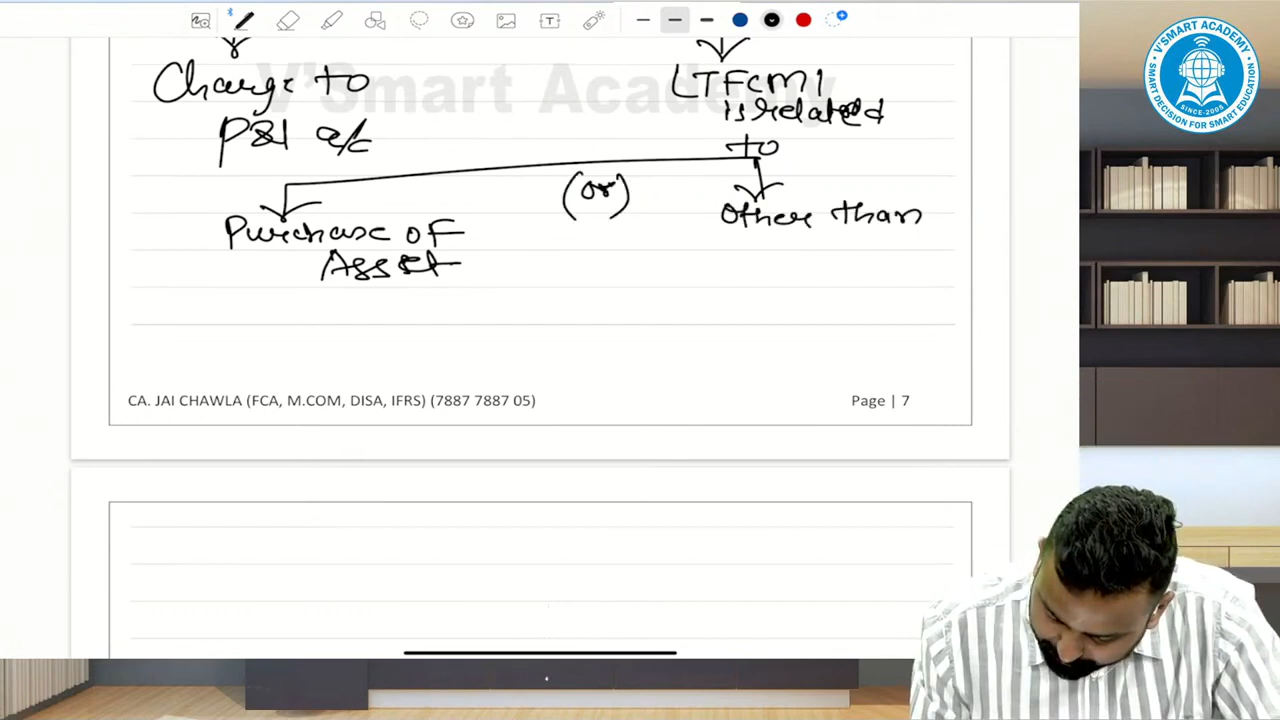 V'SMART ACADEMY
SMART DECISION FOR SMART EDUCATION
SINCE-2005
V'Smart Academy
Charge to
P&l a/c
LTFCMI
is related
to
(or)
Purchase of
Asset
Other than
CA. JAI CHAWLA (FCA, M.COM, DISA, IFRS) (7887 7887 05)
Page | 7